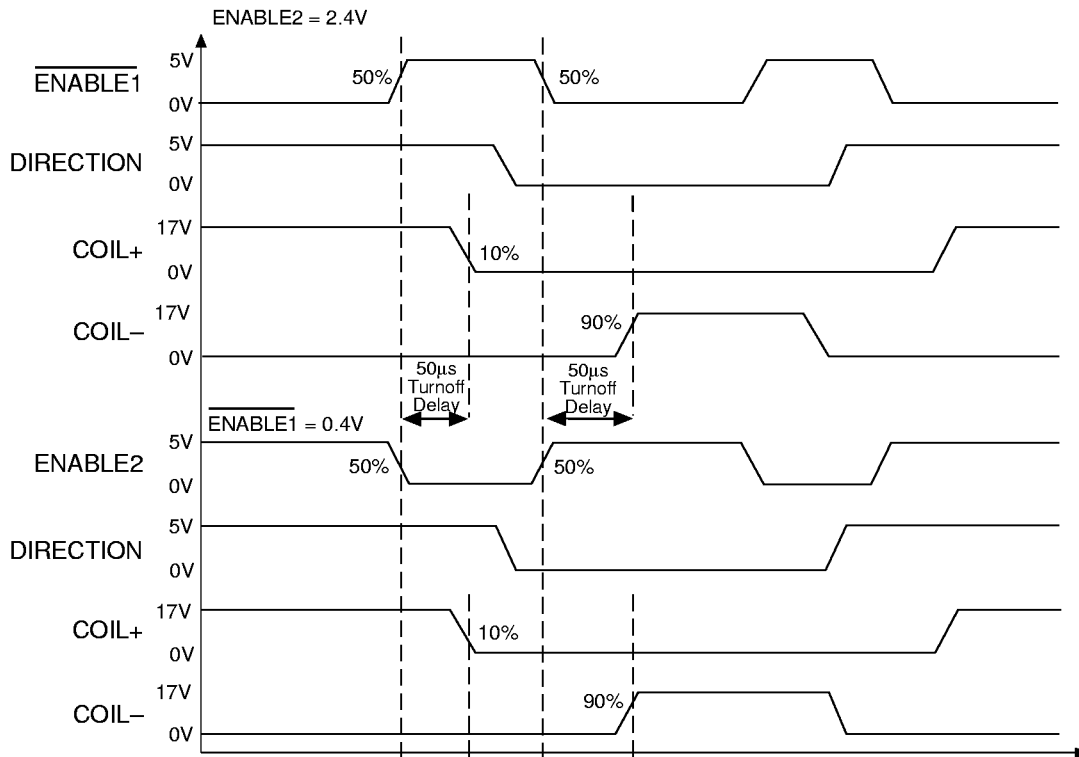 ENABLE2 = 2.4V
ENABLE1
5V
0V
50%
50%
DIRECTION
5V
0V
COIL+
17V
0V
10%
COIL–
17V
0V
90%
50μs
Turnoff
Delay
50μs
Turnoff
Delay
ENABLE1 = 0.4V
ENABLE2
5V
0V
50%
50%
DIRECTION
5V
0V
COIL+
17V
0V
10%
COIL–
17V
0V
90%